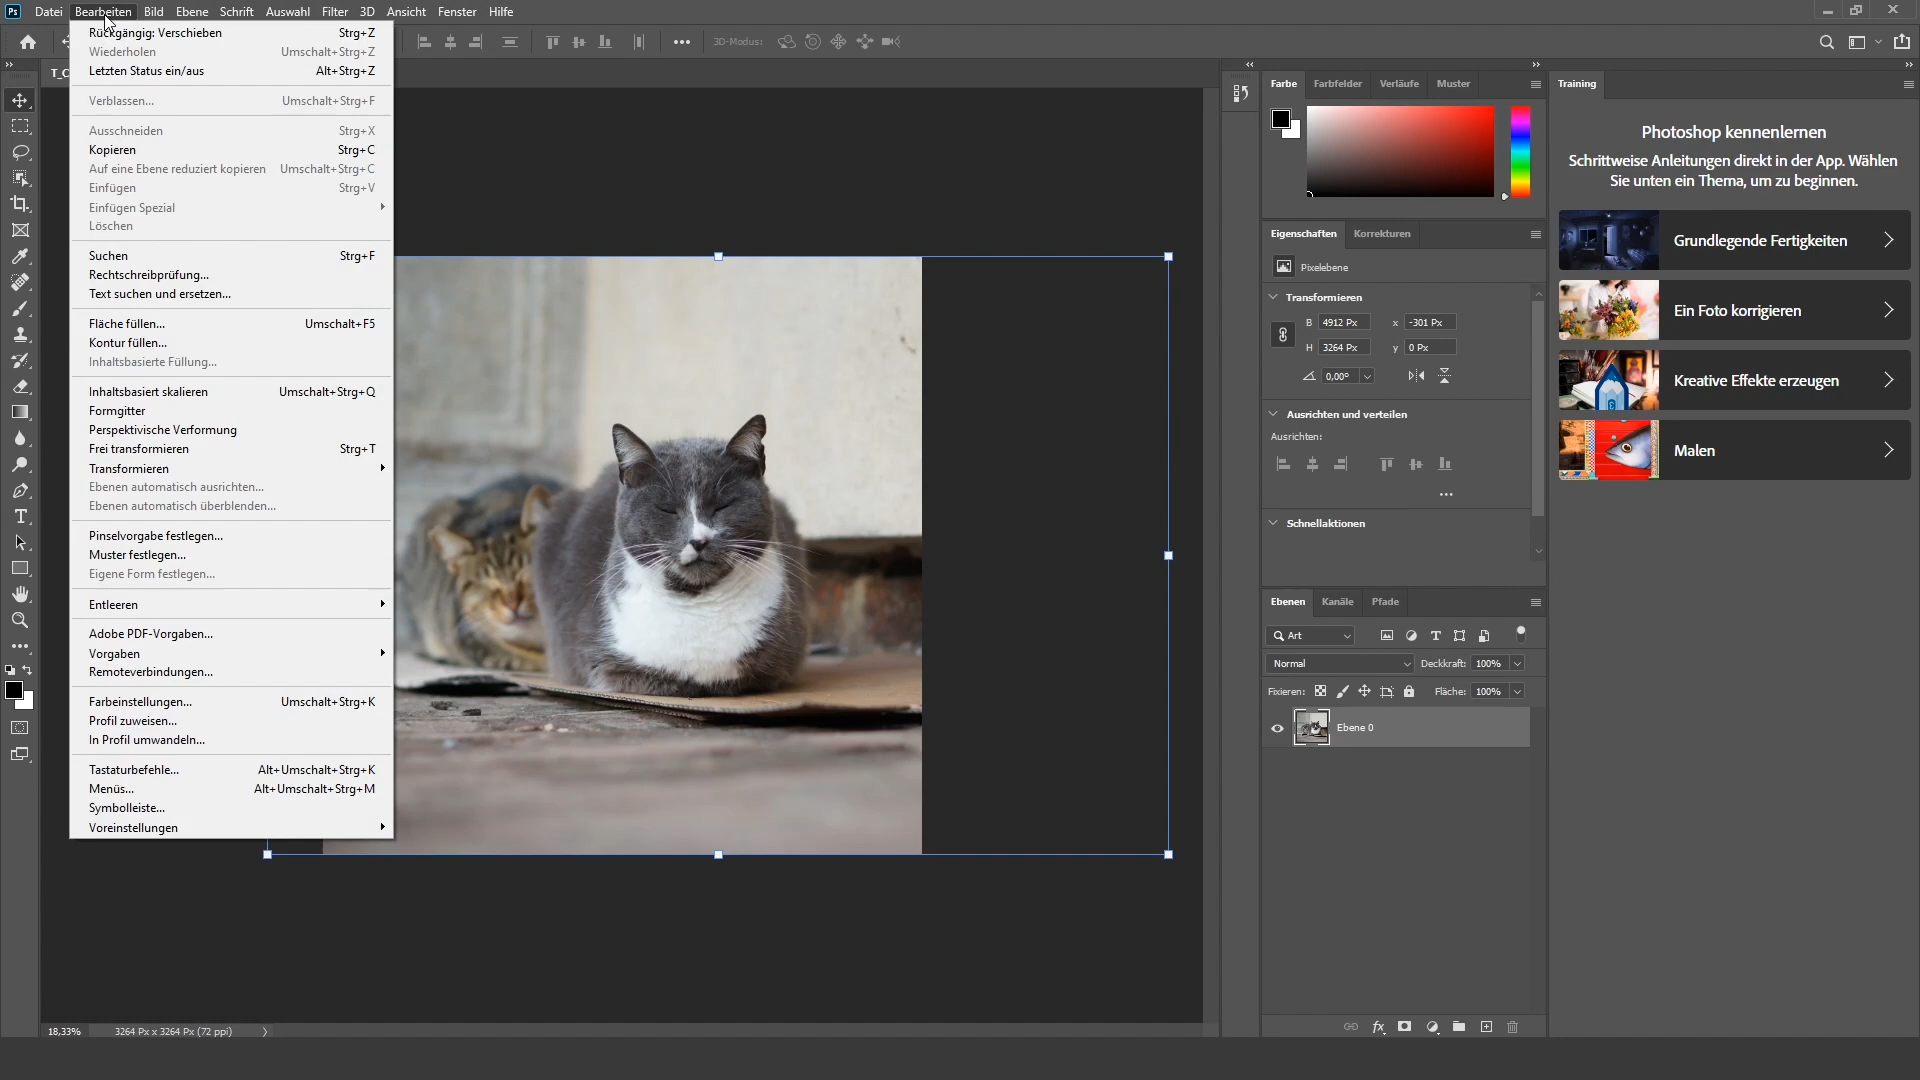 Ps Datei Bearbeiten Bild Ebene Schrift Auswahl Filter 3D Ansicht Fenster Hilfe
3D-Modus:
T_C
Rückgängig: Verschieben Strg+Z
Wiederholen Umschalt+Strg+Z
Letzten Status ein/aus Alt+Strg+Z
Verblassen... Umschalt+Strg+F
Ausschneiden Strg+X
Kopieren Strg+C
Auf eine Ebene reduziert kopieren Umschalt+Strg+C
Einfügen Strg+V
Einfügen Spezial
Löschen
Suchen Strg+F
Rechtschreibprüfung...
Text suchen und ersetzen...
Fläche füllen... Umschalt+F5
Kontur füllen...
Inhaltsbasierte Füllung...
Inhaltsbasiert skalieren Umschalt+Strg+Q
Formgitter
Perspektivische Verformung
Frei transformieren Strg+T
Transformieren
Ebenen automatisch ausrichten...
Ebenen automatisch überblenden...
Pinselvorgabe festlegen...
Muster festlegen...
Eigene Form festlegen...
Entleeren
Adobe PDF-Vorgaben...
Vorgaben
Remoteverbindungen...
Farbeinstellungen... Umschalt+Strg+K
Profil zuweisen...
In Profil umwandeln...
Tastaturbefehle... Alt+Umschalt+Strg+K
Menüs... Alt+Umschalt+Strg+M
Symbolleiste...
Voreinstellungen
18,33% 3264 Px x 3264 Px (72 ppi)
Farbe Farbfelder Verläufe Muster
Eigenschaften Korrekturen
Pixelebene
Transformieren
B 4912 Px x -301 Px
H 3264 Px y 0 Px
0,00°
Ausrichten und verteilen
Ausrichten:
Schnellaktionen
Ebenen Kanäle Pfade
Art
Normal Deckkraft: 100%
Fixieren: Fläche: 100%
Ebene 0
fx
Training
Photoshop kennenlernen
Schrittweise Anleitungen direkt in der App. Wählen
Sie unten ein Thema, um zu beginnen.
Grundlegende Fertigkeiten
Ein Foto korrigieren
Kreative Effekte erzeugen
Malen